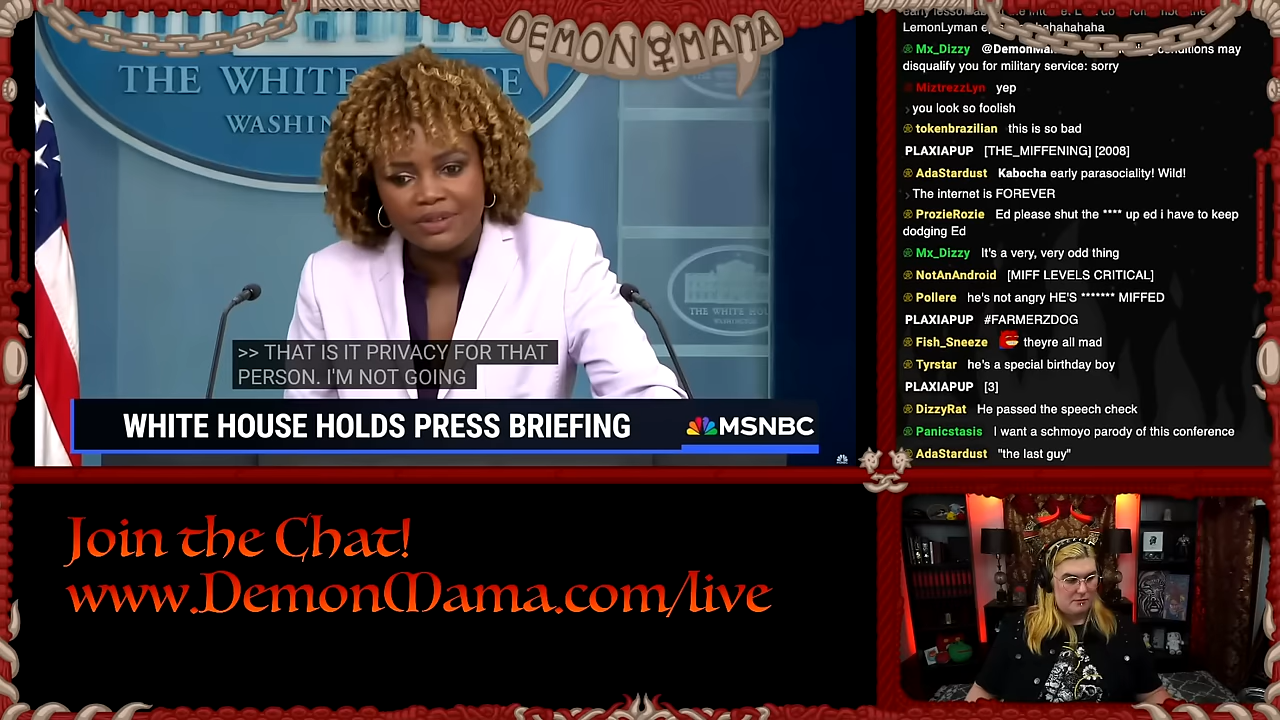 DEMON MAMA
THE WHITE
WASHIN
THE WHITE HOU
WASHINGTON
>> THAT IS IT PRIVACY FOR THAT
PERSON. I'M NOT GOING
WHITE HOUSE HOLDS PRESS BRIEFING
MSNBC
LemonLyman
Mx_Dizzy @DemonMa
disqualify you for military service: sorry
MiztrezzLyn yep
you look so foolish
tokenbrazilian this is so bad
PLAXIAPUP [THE_MIFFENING] [2008]
AdaStardust Kabocha early parasociality! Wild!
The internet is FOREVER
ProzieRozie Ed please shut the **** up ed i have to keep
dodging Ed
Mx_Dizzy It's a very, very odd thing
NotAnAndroid [MIFF LEVELS CRITICAL]
Pollere he's not angry HE'S ******* MIFFED
PLAXIAPUP #FARMERZDOG
Fish_Sneeze theyre all mad
Tyrstar he's a special birthday boy
PLAXIAPUP [3]
DizzyRat He passed the speech check
Panicstasis I want a schmoyo parody of this conference
AdaStardust "the last guy"
Join the Chat!
www.DemonMama.com/live